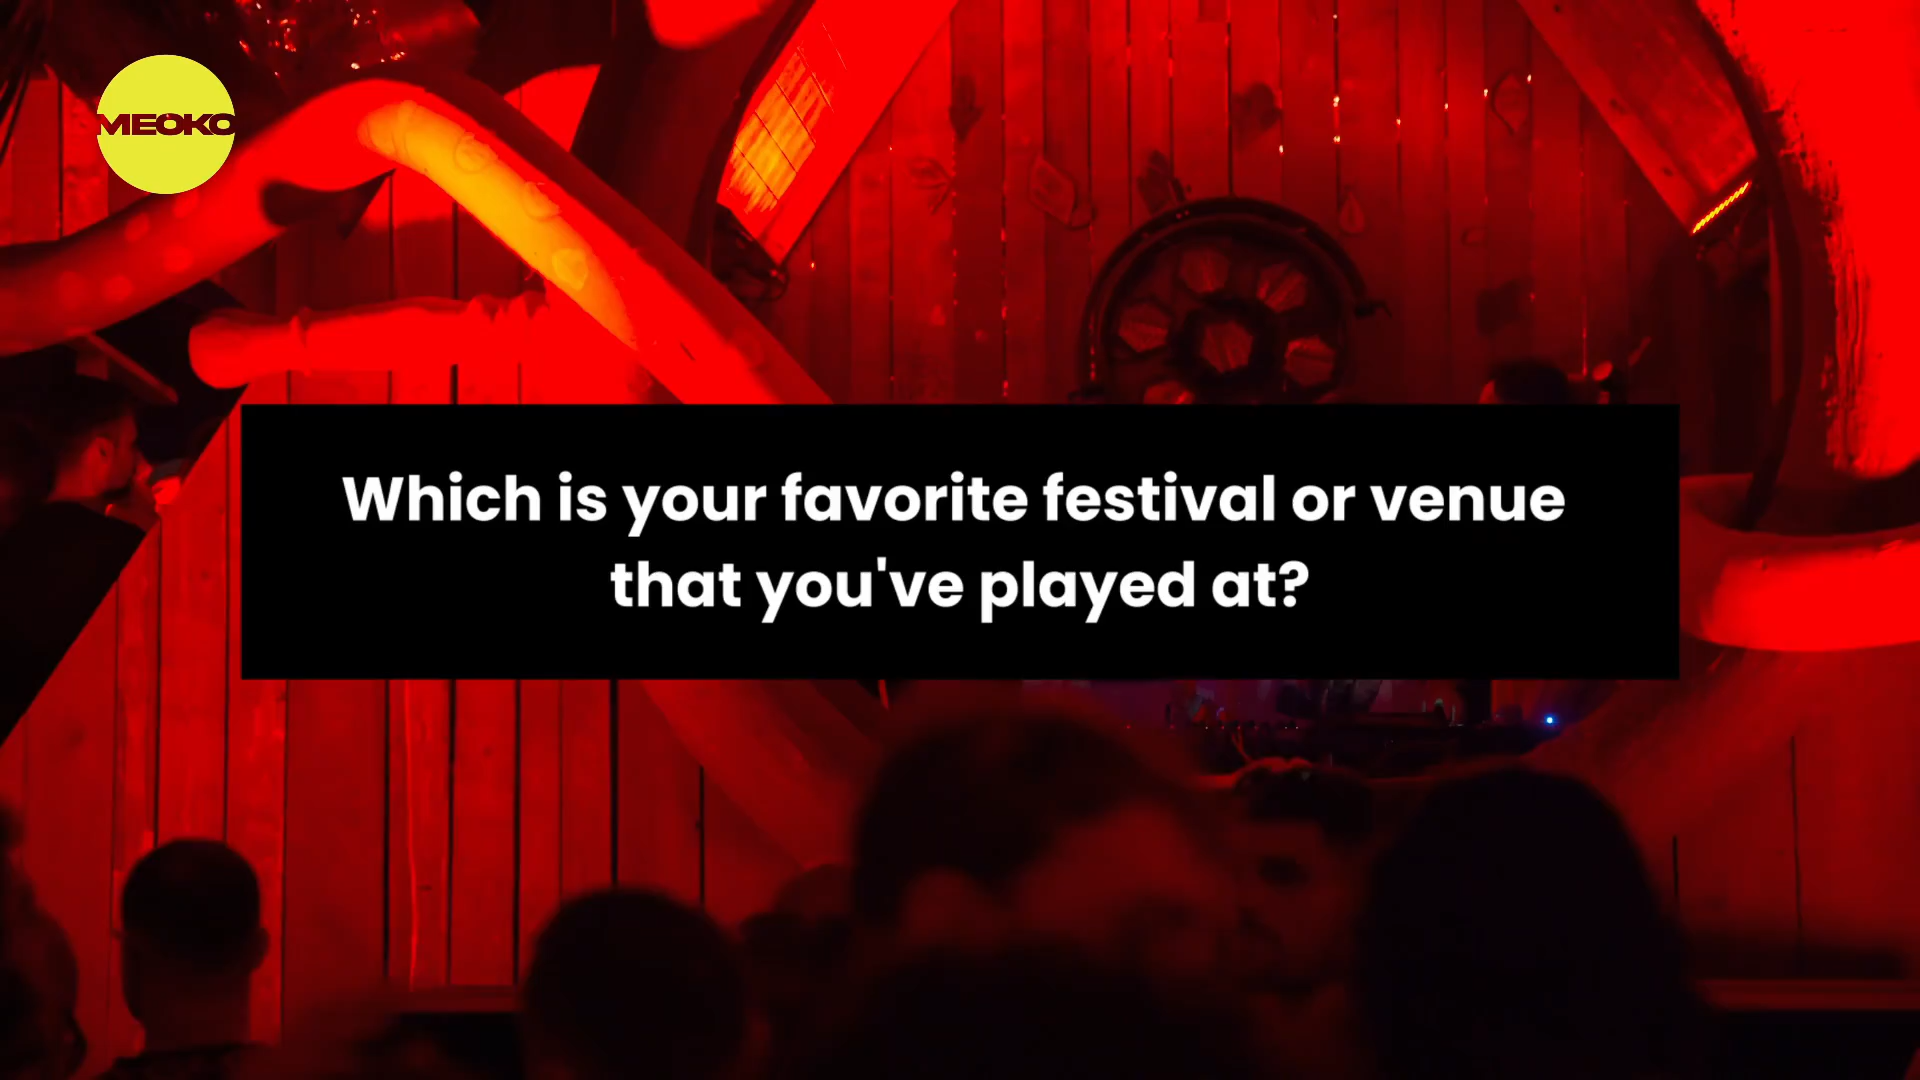 MEOKO
Which is your favorite festival or venue
that you've played at?